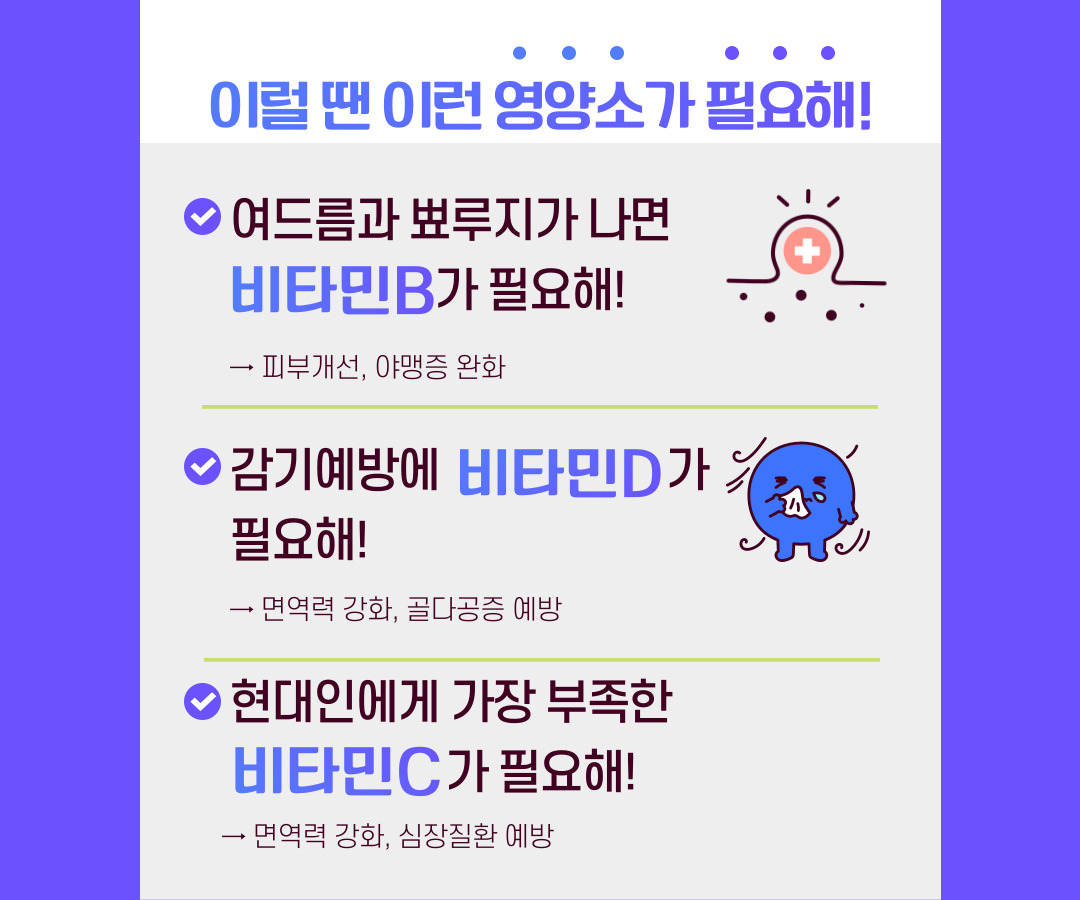 이럴 땐 이런 영양소가 필요해!
여드름과 뾰루지가 나면
비타민B가 필요해!
→ 피부개선, 야맹증 완화
감기예방에 비타민D가
필요해!
→ 면역력 강화, 골다공증 예방
현대인에게 가장 부족한
비타민C가 필요해!
→ 면역력 강화, 심장질환 예방